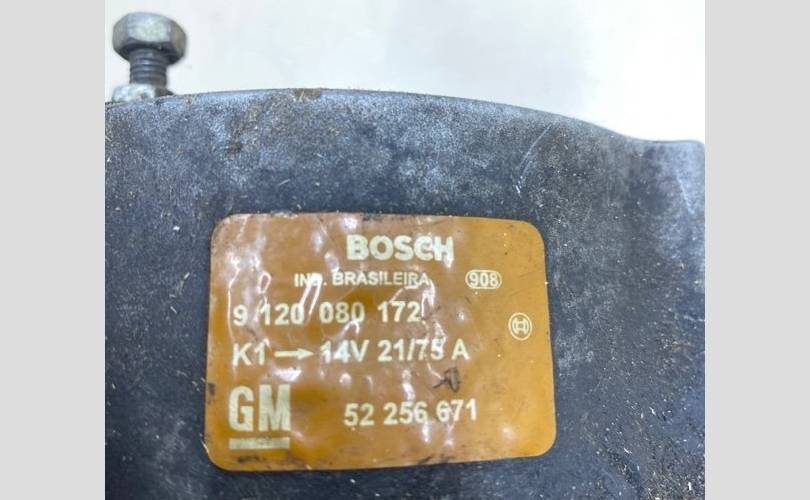 BOSCH
IND. BRASILEIRA 908
9 120 080 172
K1 → 14V 21/75 A
GM 52 256 671